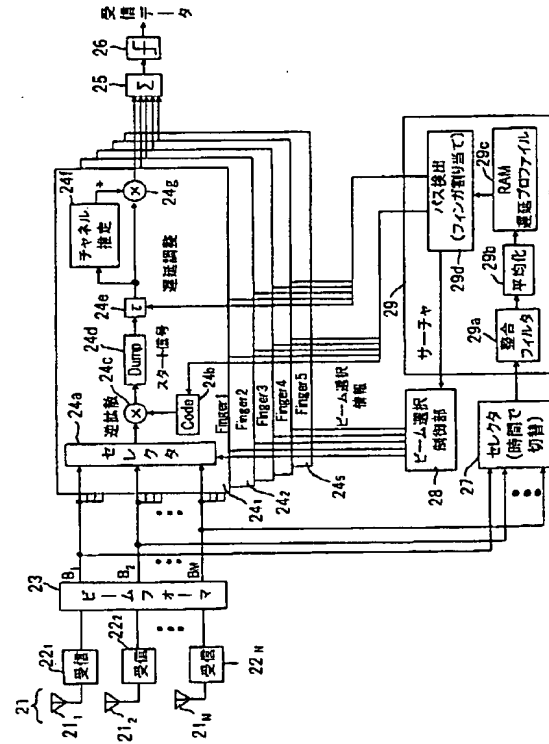 受信データ
26
25
24f
チャネル推定
*
24g
遅延調整
24e
τ
24d
Dump
スタート信号
24c
逆拡散
Code
24b
24a
セレクタ
Finger1
Finger2
Finger3
Finger4
Finger5
24₁
24₂
24₅
ビーム選択情報
23
ビームフォーマ
B₁
B₂
B_M
22₁
受信
22₂
受信
22_N
受信
21
21₁
21₂
21_N
29
パス検出
(フィンガ割り当て)
29d
サーチャ
29c
RAM
遅延プロファイル
29b
平均化
29a
整合フィルタ
ビーム選択制御部
28
27
セレクタ
(時間で切替)